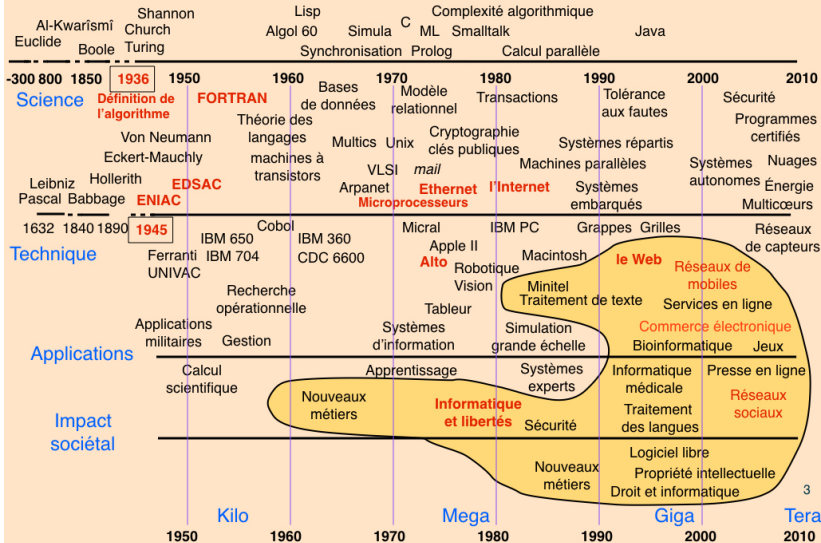 Shannon
Lisp
C
Complexité algorithmique
Al-Kwarîsmî
Church
Algol 60
Simula
ML
Smalltalk
Java
Euclide
Boole
Turing
Synchronisation
Prolog
Calcul parallèle
-300 800 1850 1936 1950 1960 1970 1980 1990 2000 2010
Science
Définition de
l'algorithme
FORTRAN
Bases
de données
Modèle
relationnel
Transactions
Tolérance
aux fautes
Sécurité
Théorie des
langages
Programmes
certifiés
Von Neumann
Eckert-Mauchly
machines à
transistors
Multics
Unix
Cryptographie
clés publiques
Systèmes répartis
Machines parallèles
Systèmes
autonomes
Nuages
VLSI
mail
Leibniz
Pascal
Hollerith
Babbage
EDSAC
ENIAC
Arpanet
Ethernet
l'Internet
Microprocesseurs
Systèmes
embarqués
Énergie
Multicœurs
1632 1840 1890 1945
Technique
Cobol
Micral
IBM PC
Grappes
Grilles
Réseaux
de capteurs
IBM 650
IBM 704
IBM 360
CDC 6600
Apple II
Alto
Ferranti
UNIVAC
Macintosh
le Web
Robotique
Vision
Réseaux de
mobiles
Recherche
opérationnelle
Minitel
Traitement de texte
Services en ligne
Tableur
Applications
militaires
Gestion
Systèmes
d'information
Simulation
grande échelle
Commerce électronique
Bioinformatique
Jeux
Applications
Calcul
scientifique
Apprentissage
Systèmes
experts
Informatique
médicale
Presse en ligne
Nouveaux
métiers
Informatique
et libertés
Sécurité
Traitement
des langues
Réseaux
sociaux
Impact
sociétal
Logiciel libre
Nouveaux
métiers
Propriété intellectuelle
Droit et informatique
3
Kilo
Mega
Giga
Tera
1950 1960 1970 1980 1990 2000 2010